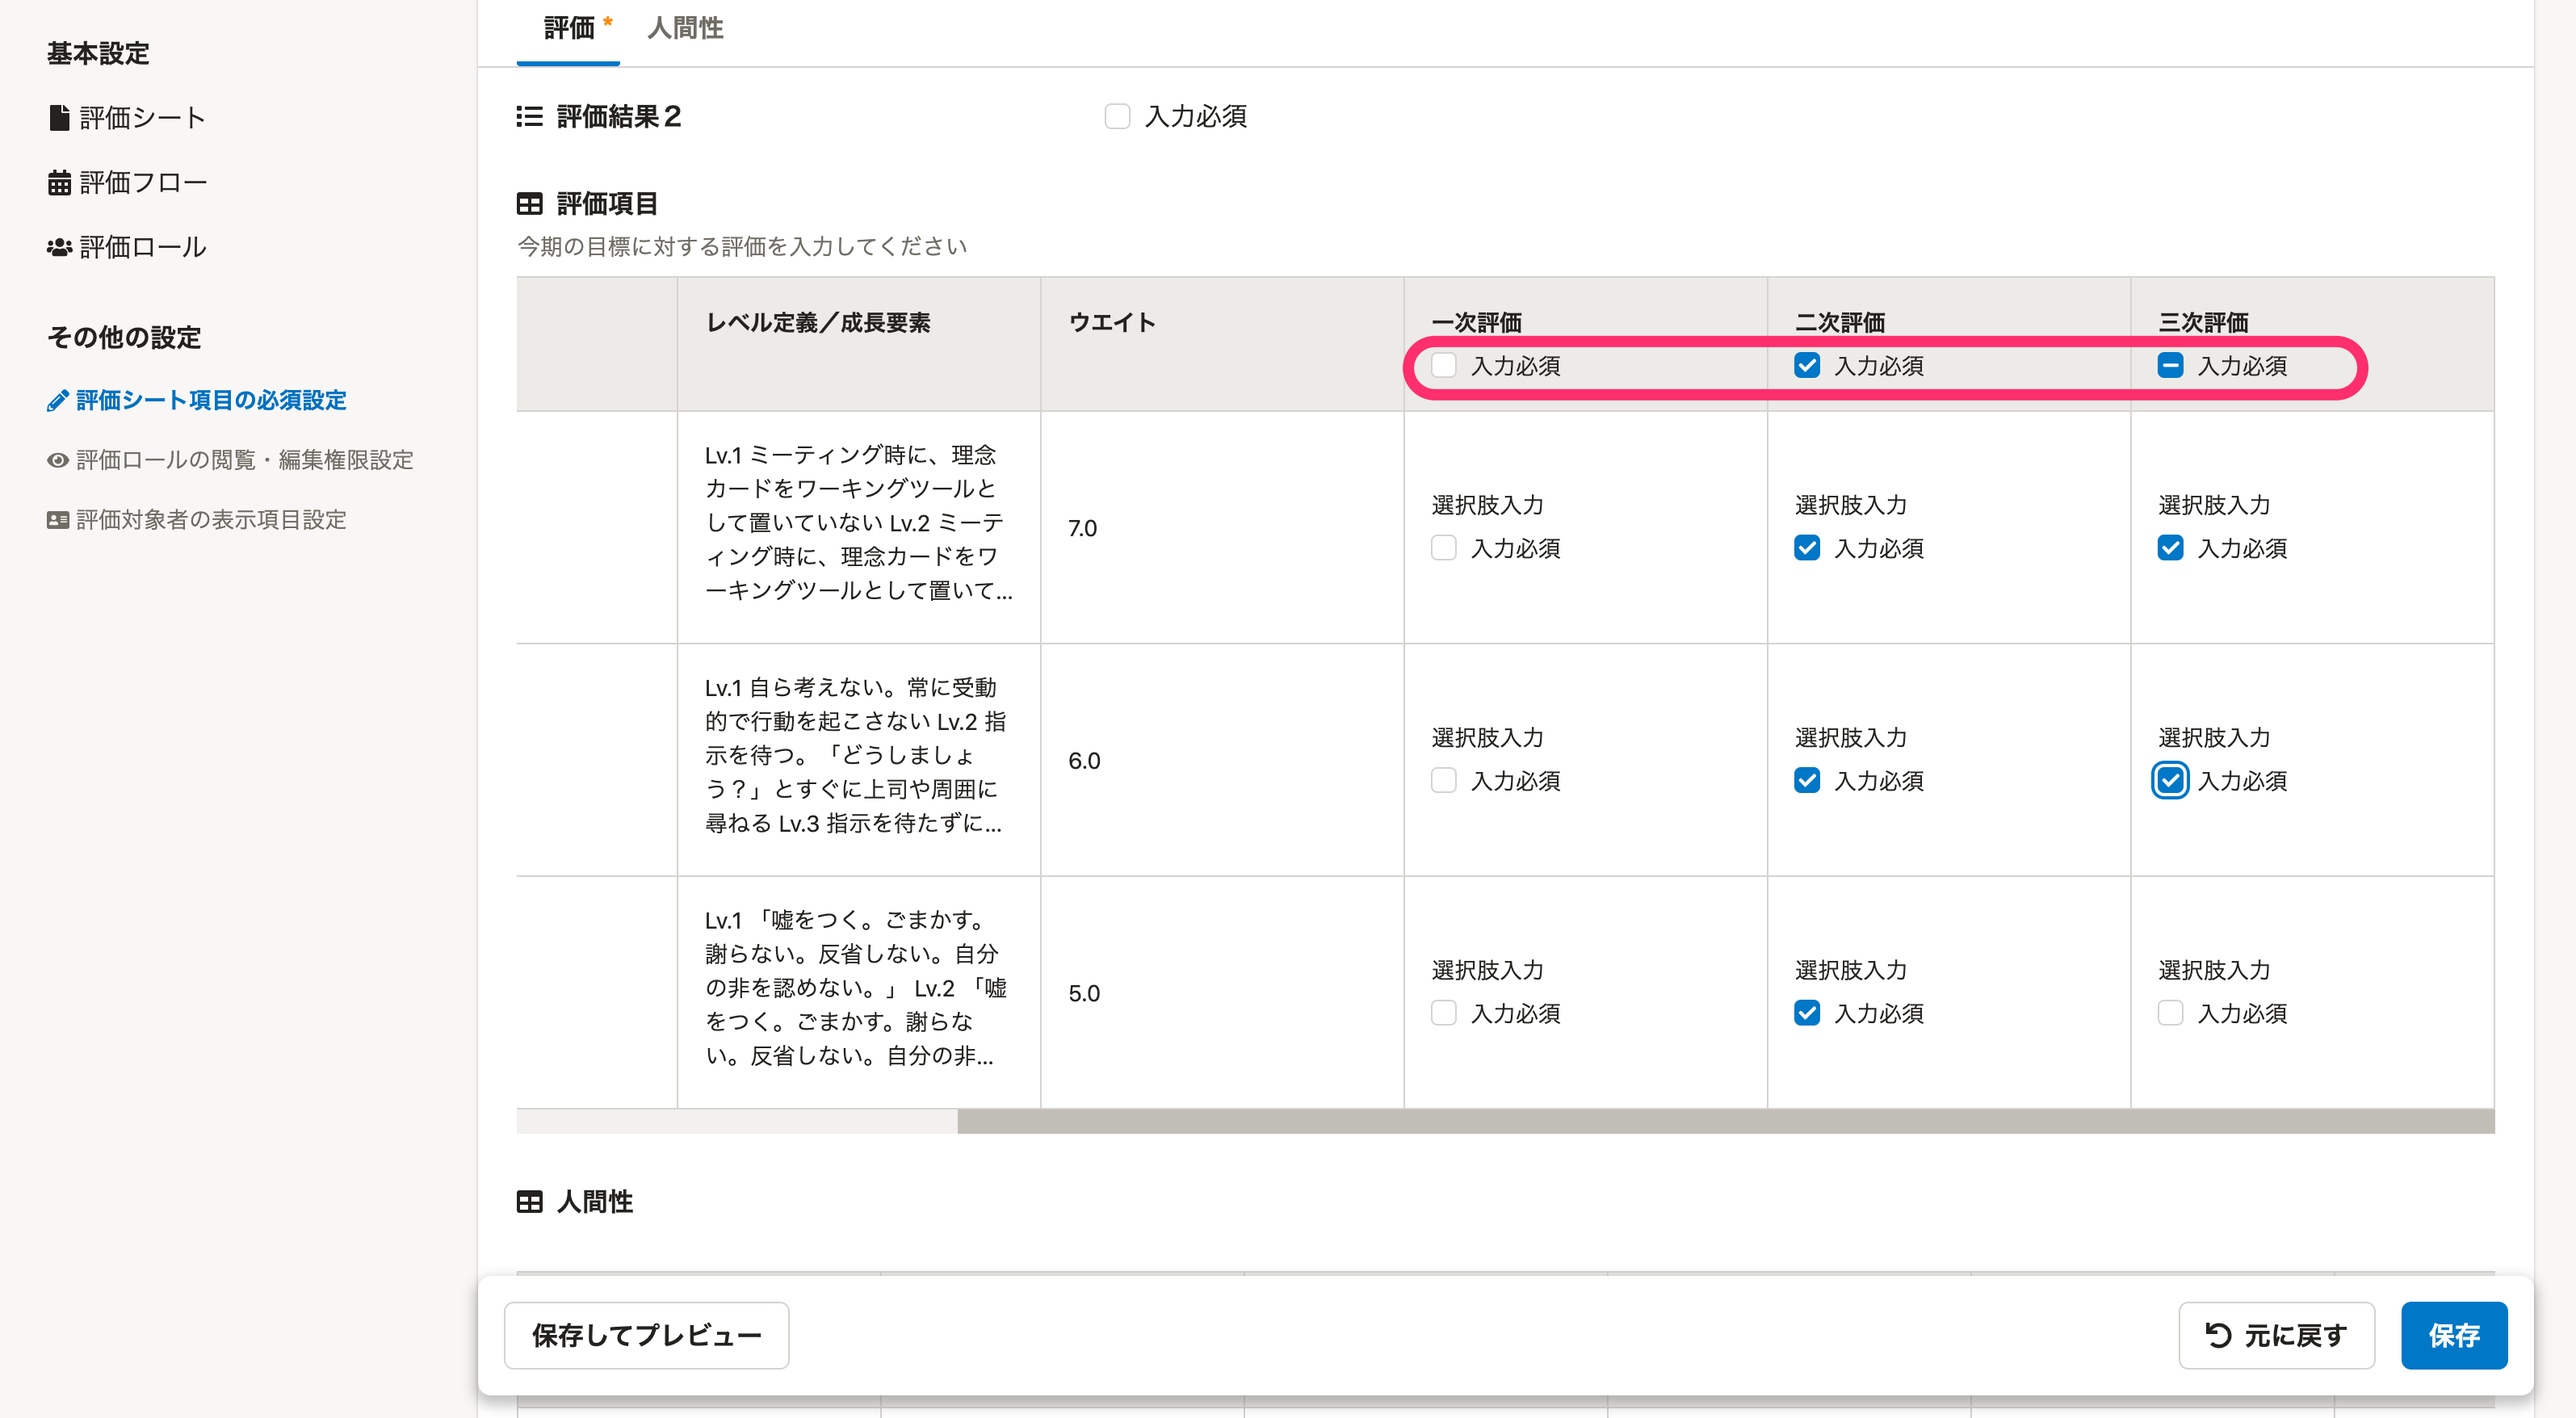 基本設定
評価シート
評価フロー
評価ロール
その他の設定
評価シート項目の必須設定
評価ロールの閲覧・編集権限設定
評価対象者の表示項目設定
評価 * 人間性
評価結果２ 入力必須
評価項目
今期の目標に対する評価を入力してください
レベル定義／成長要素 ウエイト 一次評価 二次評価 三次評価
入力必須 入力必須 入力必須
Lv.1 ミーティング時に、理念
カードをワーキングツールと
して置いていない Lv.2 ミーテ
ィング時に、理念カードをワ
ーキングツールとして置いて...
7.0
選択肢入力 選択肢入力 選択肢入力
入力必須 入力必須 入力必須
Lv.1 自ら考えない。常に受動
的で行動を起こさない Lv.2 指
示を待つ。「どうしましょ
う？」とすぐに上司や周囲に
尋ねる Lv.3 指示を待たずに...
6.0
選択肢入力 選択肢入力 選択肢入力
入力必須 入力必須 入力必須
Lv.1 「嘘をつく。ごまかす。
謝らない。反省しない。自分
の非を認めない。」 Lv.2 「嘘
をつく。ごまかす。謝らな
い。反省しない。自分の非...
5.0
選択肢入力 選択肢入力 選択肢入力
入力必須 入力必須 入力必須
人間性
保存してプレビュー 元に戻す 保存